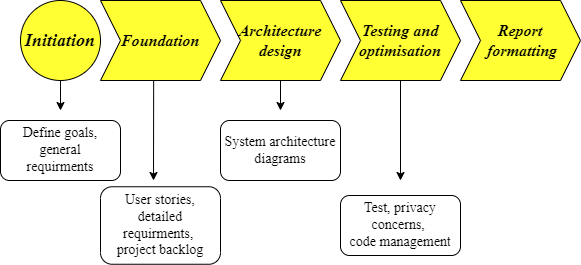 Initiation
Foundation
Architecture
design
Testing and
optimisation
Report
formatting
Define goals,
general
requirments
User stories,
detailed
requirments,
project backlog
System architecture
diagrams
Test, privacy
concerns,
code management